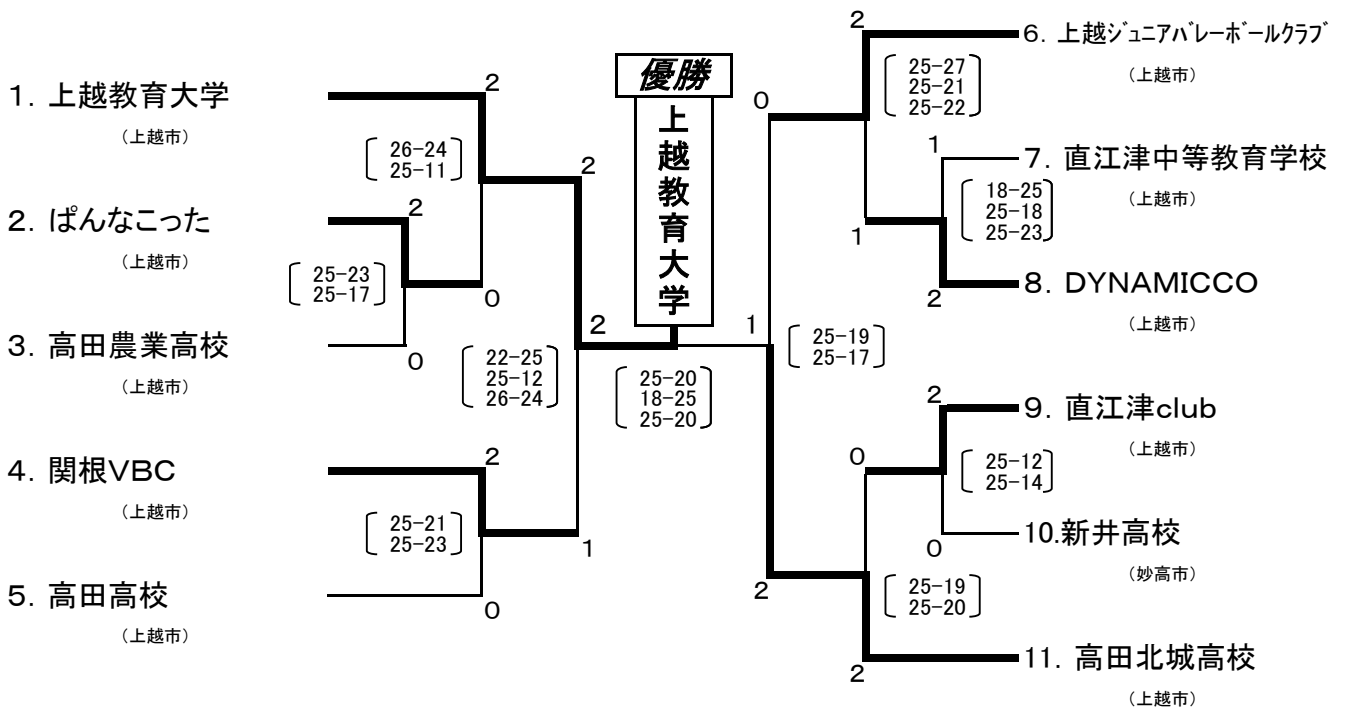 優勝
上越教育大学
1. 上越教育大学
(上越市)
2
26-24
25-11
2. ぱんなこった
(上越市)
2
25-23
25-17
0
3. 高田農業高校
(上越市)
0
2
22-25
25-12
26-24
4. 関根VBC
(上越市)
2
25-21
25-23
1
5. 高田高校
(上越市)
0
2
25-20
18-25
25-20
1
2
6. 上越ジュニアバレーボールクラブ
(上越市)
25-27
25-21
25-22
0
1
7. 直江津中等教育学校
(上越市)
18-25
25-18
25-23
1
2
8. DYNAMICCO
(上越市)
25-19
25-17
2
9. 直江津club
(上越市)
0
25-12
25-14
0
10.新井高校
(妙高市)
2
25-19
25-20
2
11. 高田北城高校
(上越市)